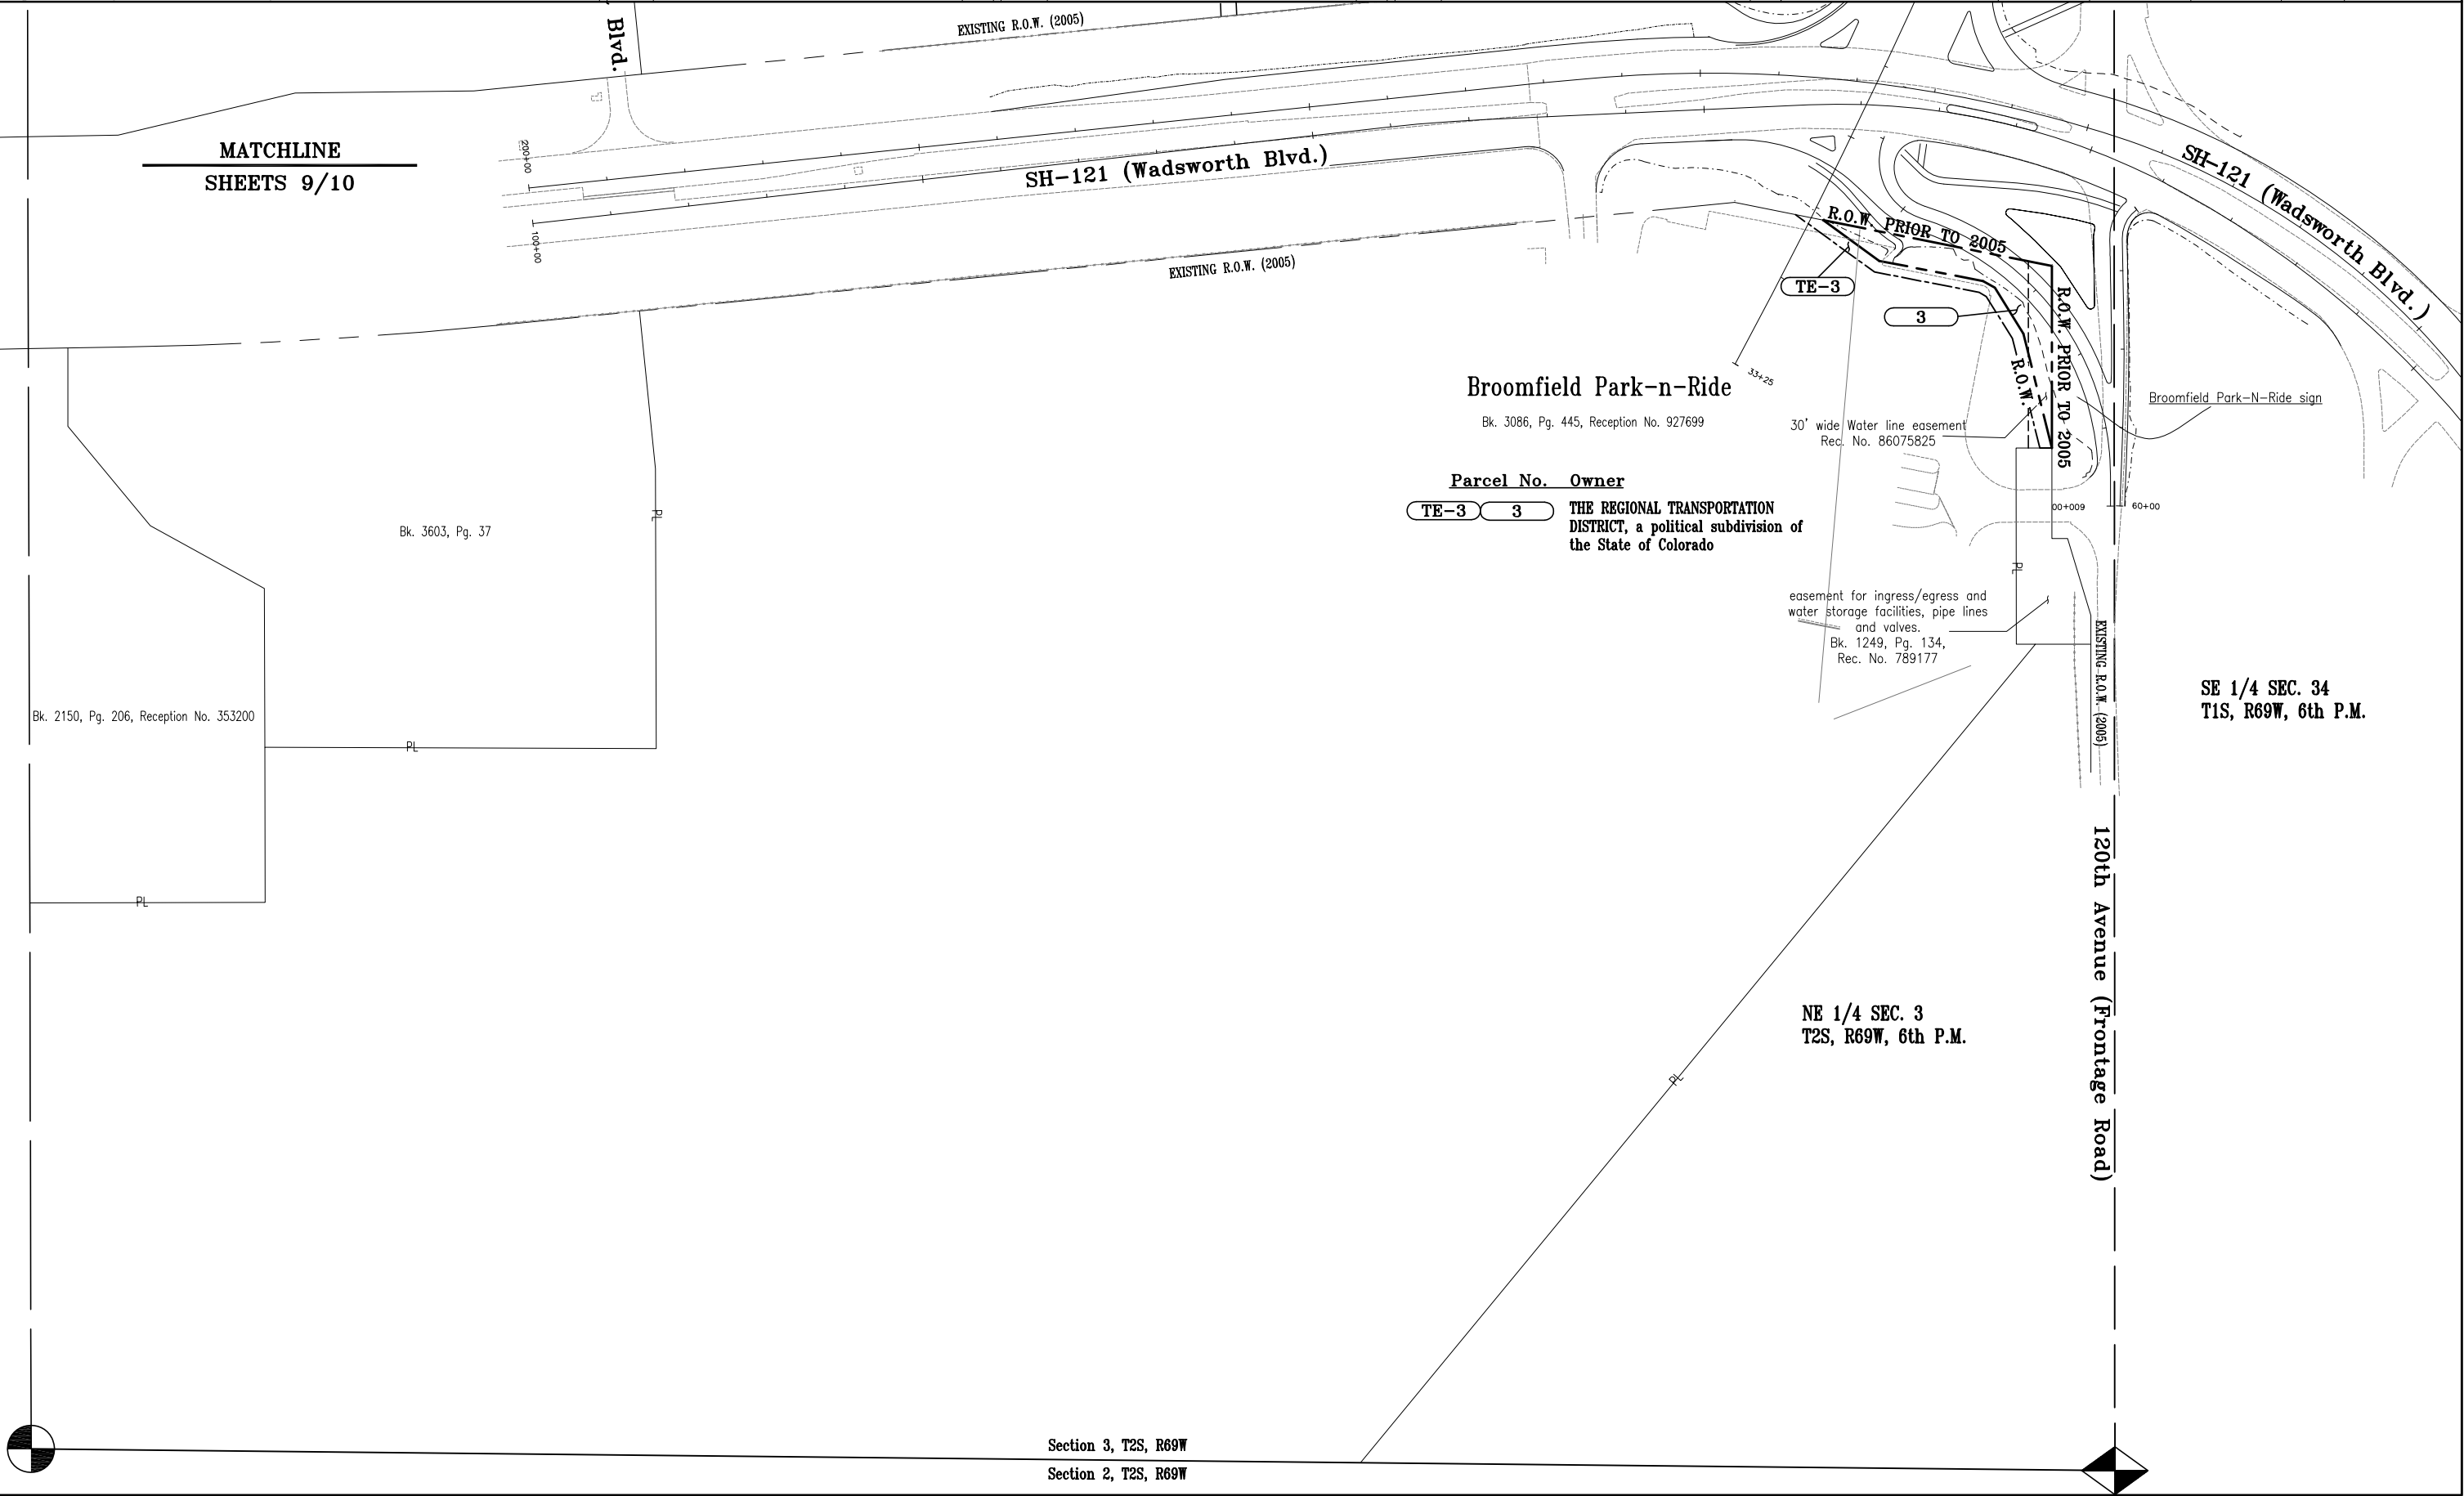 Blvd.
EXISTING R.O.W. (2005)
MATCHLINE
SHEETS 9/10
200+00
100+00
SH-121 (Wadsworth Blvd.)
EXISTING R.O.W. (2005)
SH-121 (Wadsworth Blvd.)
R.O.W. PRIOR TO 2005
TE-3
3
R.O.W. PRIOR TO 2005
R.O.W.
33+25
Broomfield Park-n-Ride
Bk. 3086, Pg. 445, Reception No. 927699
30' wide Water line easement
Rec. No. 86075825
Broomfield Park-N-Ride sign
Parcel No. Owner
TE-3 3 THE REGIONAL TRANSPORTATION
DISTRICT, a political subdivision of
the State of Colorado
00+009
60+00
PL
Bk. 3603, Pg. 37
PL
easement for ingress/egress and
water storage facilities, pipe lines
and valves.
Bk. 1249, Pg. 134,
Rec. No. 789177
EXISTING R.O.W. (2005)
SE 1/4 SEC. 34
T1S, R69W, 6th P.M.
Bk. 2150, Pg. 206, Reception No. 353200
PL
PL
120th Avenue (Frontage Road)
NE 1/4 SEC. 3
T2S, R69W, 6th P.M.
PL
Section 3, T2S, R69W
Section 2, T2S, R69W